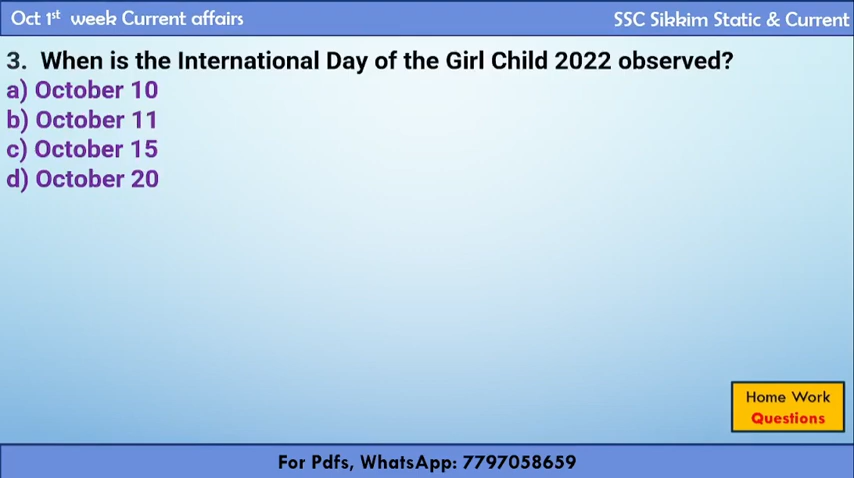 Oct 1st week Current affairs
SSC Sikkim Static & Current
3. When is the International Day of the Girl Child 2022 observed?
a) October 10
b) October 11
c) October 15
d) October 20
Home Work
Questions
For Pdfs, WhatsApp: 7797058659